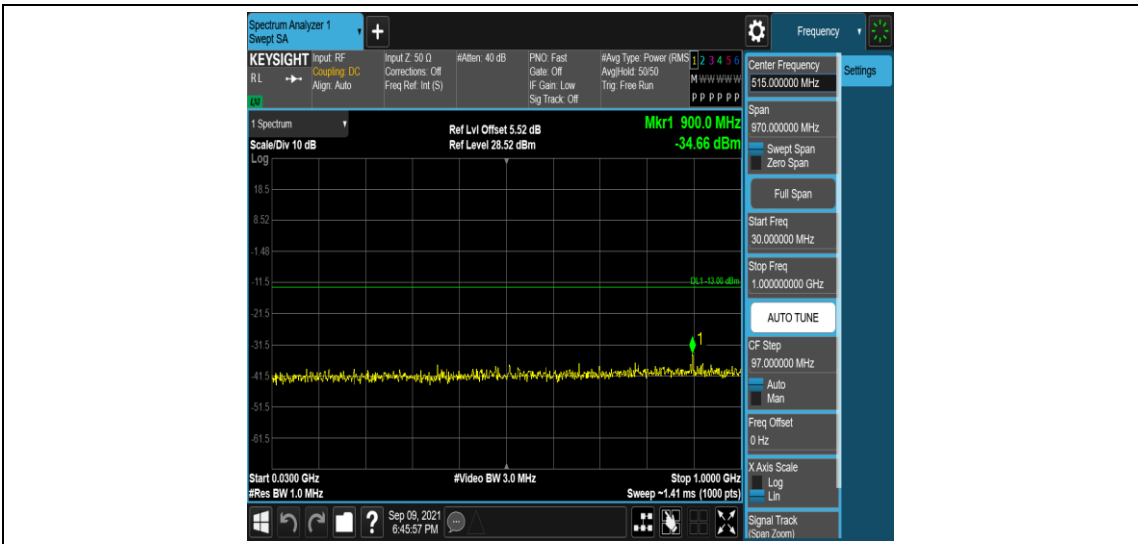 Spectrum Analyzer 1
Swept SA
+
Frequency
KEYSIGHT
RL
LXI
Input: RF
Coupling: DC
Align: Auto
Input Z: 50 Ω
Corrections: Off
Freq Ref: Int (S)
#Atten: 40 dB
PNO: Fast
Gate: Off
IF Gain: Low
Sig Track: Off
#Avg Type: Power (RMS
Avg|Hold: 50/50
Trig: Free Run
1 2 3 4 5 6
M W W W W W
P P P P P P
1 Spectrum
Scale/Div 10 dB
Ref Lvl Offset 5.52 dB
Ref Level 28.52 dBm
Mkr1 900.0 MHz
-34.66 dBm
Log
18.5
8.52
-1.48
-11.5
DL1 -13.00 dBm
-21.5
-31.5
1
-41.5
-51.5
-61.5
Start 0.0300 GHz
#Res BW 1.0 MHz
#Video BW 3.0 MHz
Stop 1.0000 GHz
Sweep ~1.41 ms (1000 pts)
?
Sep 09, 2021
6:45:57 PM
Center Frequency
515.000000 MHz
Settings
Span
970.000000 MHz
Swept Span
Zero Span
Full Span
Start Freq
30.000000 MHz
Stop Freq
1.000000000 GHz
AUTO TUNE
CF Step
97.000000 MHz
Auto
Man
Freq Offset
0 Hz
X Axis Scale
Log
Lin
Signal Track
(Span Zoom)